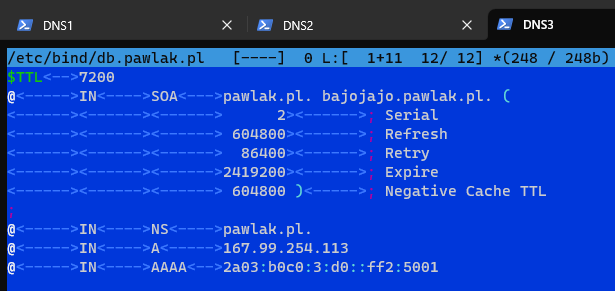 DNS1 DNS2 DNS3
/etc/bind/db.pawlak.pl [----] 0 L:[ 1+11 12/ 12] *(248 / 248b)
$TTL<-->7200
@<------>IN<----->SOA<--->pawlak.pl. bajojajo.pawlak.pl. (
<------><------><------> 2><------>; Serial
<------><------><------> 604800><------>; Refresh
<------><------><------> 86400><------>; Retry
<------><------><------>2419200><------>; Expire
<------><------><------> 604800 )<----->; Negative Cache TTL
;
@<------>IN<----->NS<---->pawlak.pl.
@<------>IN<----->A<----->167.99.254.113
@<------>IN<----->AAAA<-->2a03:b0c0:3:d0::ff2:5001